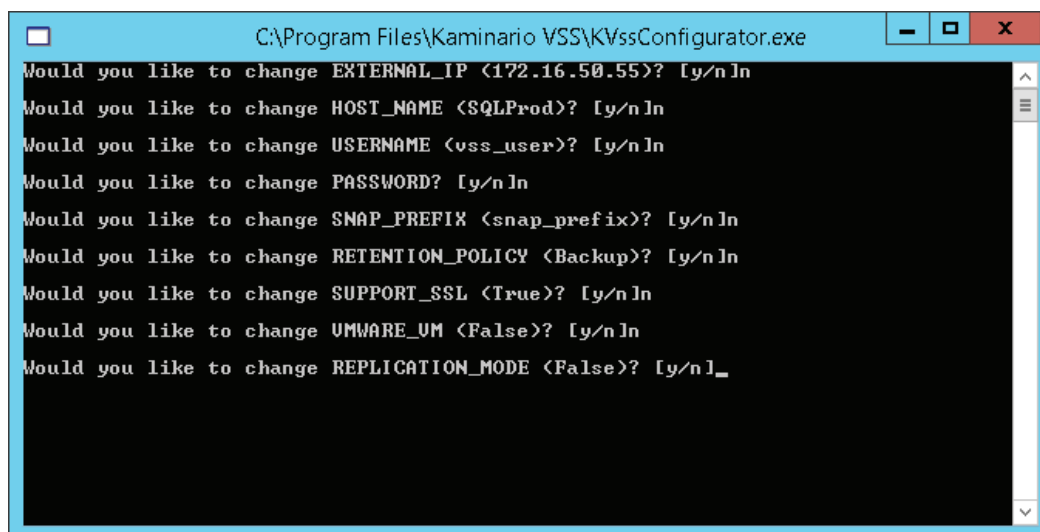 C:\Program Files\Kaminario VSS\KVssConfigurator.exe
Would you like to change EXTERNAL_IP (172.16.50.55)? [y/n]n
Would you like to change HOST_NAME (SQLProd)? [y/n]n
Would you like to change USERNAME (vss_user)? [y/n]n
Would you like to change PASSWORD? [y/n]n
Would you like to change SNAP_PREFIX (snap_prefix)? [y/n]n
Would you like to change RETENTION_POLICY (Backup)? [y/n]n
Would you like to change SUPPORT_SSL (True)? [y/n]n
Would you like to change VMWARE_VM (False)? [y/n]n
Would you like to change REPLICATION_MODE (False)? [y/n]_